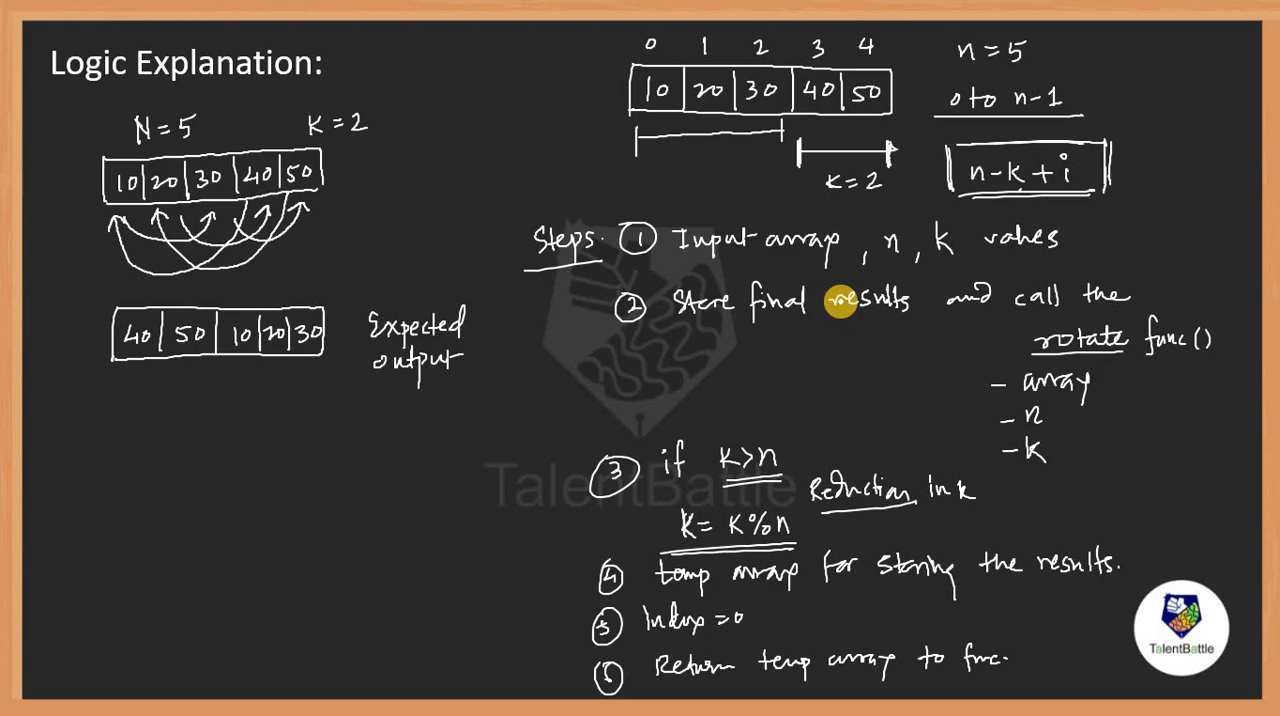 Logic Explanation:
N = 5 K = 2
10 20 30 40 50
40 50 10 20 30
Expected
output
0 1 2 3 4
10 20 30 40 50
K = 2
n = 5
0 to n-1
n-k+i
Steps. ① Input array, n, k values
② Store final results and call the
rotate func()
- array
- n
- k
③ if k>n
Reduction in k
k = k%n
④ temp array for storing the results.
⑤ Index = 0
⑥ Return temp array to func.
TalentBattle
TalentBattle